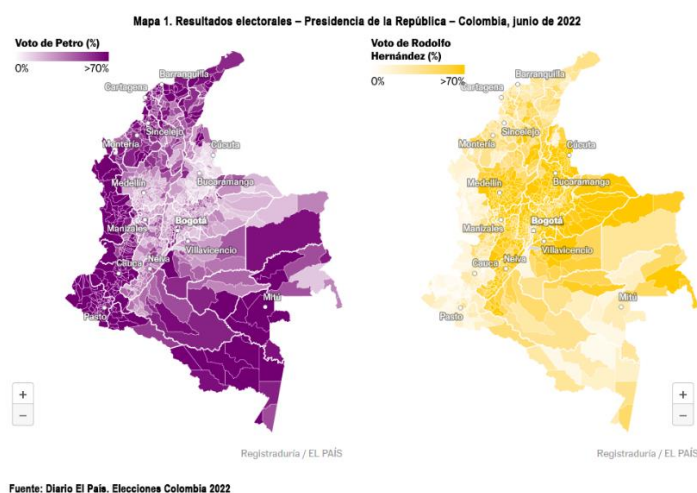 Mapa 1. Resultados electorales – Presidencia de la República – Colombia, junio de 2022
Voto de Petro (%)
0% >70%
Barranquilla
Cartagena
Sincelejo
Montería
Cúcuta
Medellín
Bucaramanga
Manizales
Bogotá
Villavicencio
Cauca
Neiva
Mitú
Pasto
+
−
Registraduría / EL PAÍS
Voto de Rodolfo
Hernández (%)
0% >70%
Barranquilla
Cartagena
Sincelejo
Montería
Cúcuta
Medellín
Bucaramanga
Manizales
Bogotá
Villavicencio
Cauca
Neiva
Mitú
Pasto
+
−
Registraduría / EL PAÍS
Fuente: Diario El País. Elecciones Colombia 2022